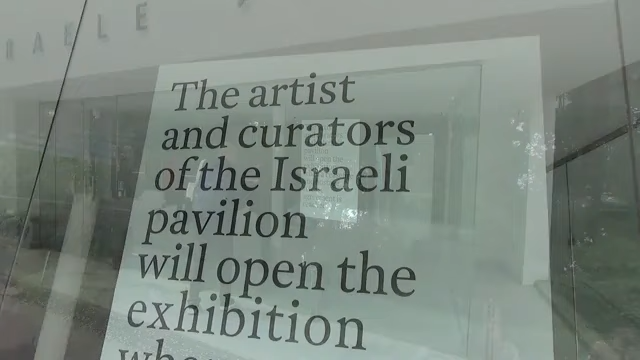 The artist
and curators
of the Israeli
pavilion
will open the
exhibition